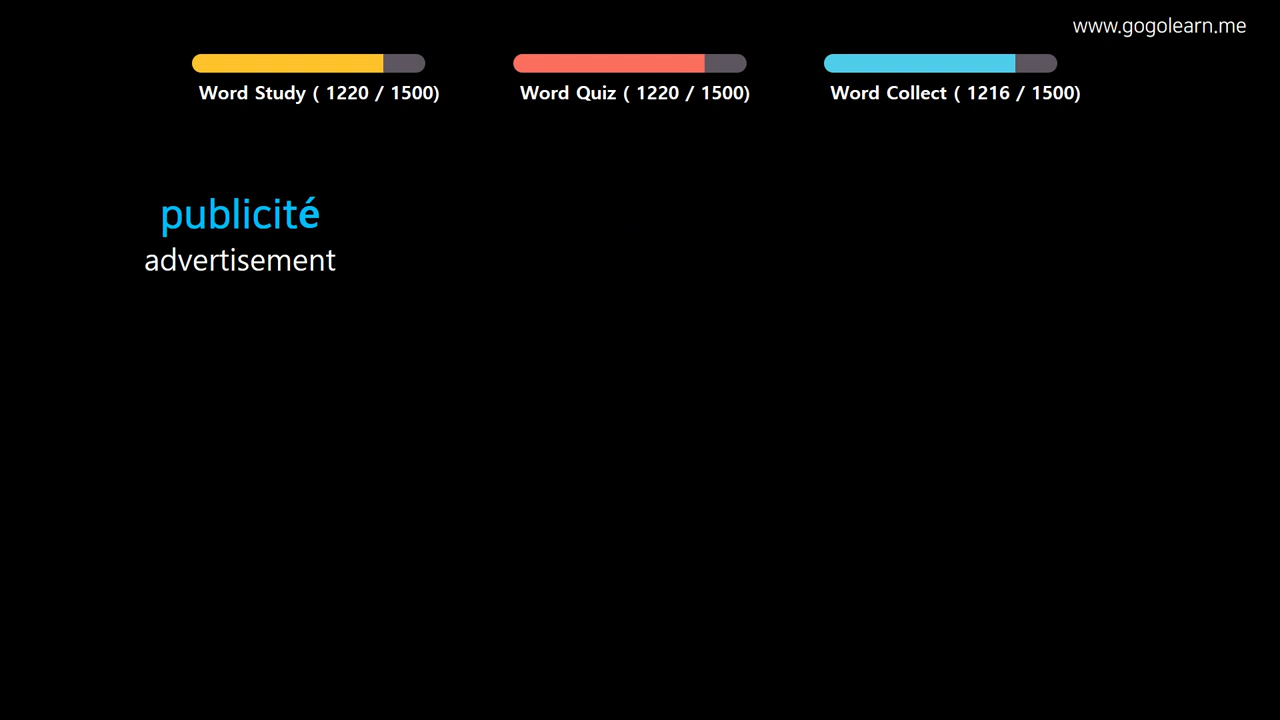 www.gogolearn.me
Word Study ( 1220 / 1500)
Word Quiz ( 1220 / 1500)
Word Collect ( 1216 / 1500)
publicité
advertisement